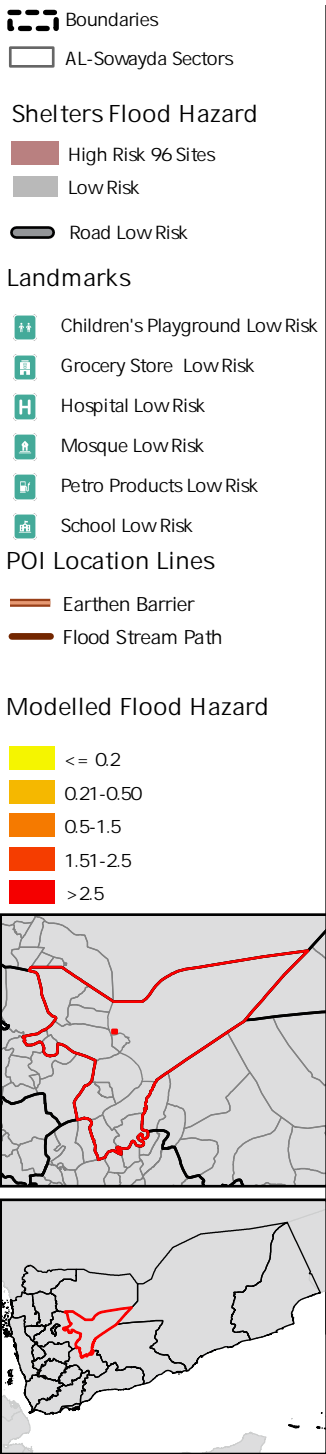 Boundaries
AL-Sowayda Sectors
Shelters Flood Hazard
High Risk 96 Sites
Low Risk
Road Low Risk
Landmarks
Children's Playground Low Risk
Grocery Store Low Risk
Hospital Low Risk
Mosque Low Risk
Petro Products Low Risk
School Low Risk
POI Location Lines
Earthen Barrier
Flood Stream Path
Modelled Flood Hazard
<= 0.2
0.21-0.50
0.5-1.5
1.51-2.5
>2.5